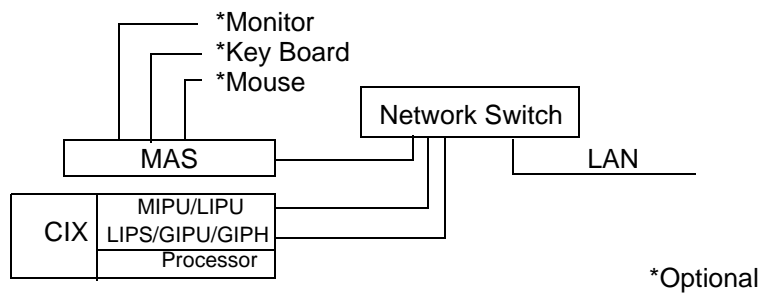 *Monitor
*Key Board
*Mouse
Network Switch
MAS
LAN
MIPU/LIPU
CIX
LIPS/GIPU/GIPH
Processor
*Optional